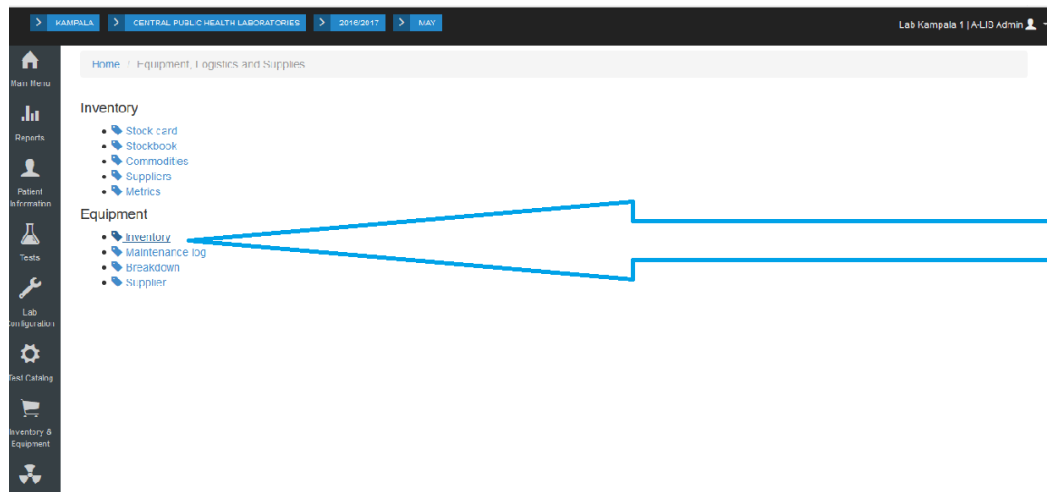 > KAMPALA > CENTRAL PUBLIC HEALTH LABORATORIES > 2016/2017 > MAY
Lab Kampala 1 | A-LIS Admin
Home / Equipment, Logistics and Supplies
Main Menu
Reports
Patient
Information
Tests
Lab
Configuration
Test Catalog
Inventory &
Equipment
Inventory
Stock card
Stockbook
Commodities
Suppliers
Metrics
Equipment
Inventory
Maintenance log
Breakdown
Supplier